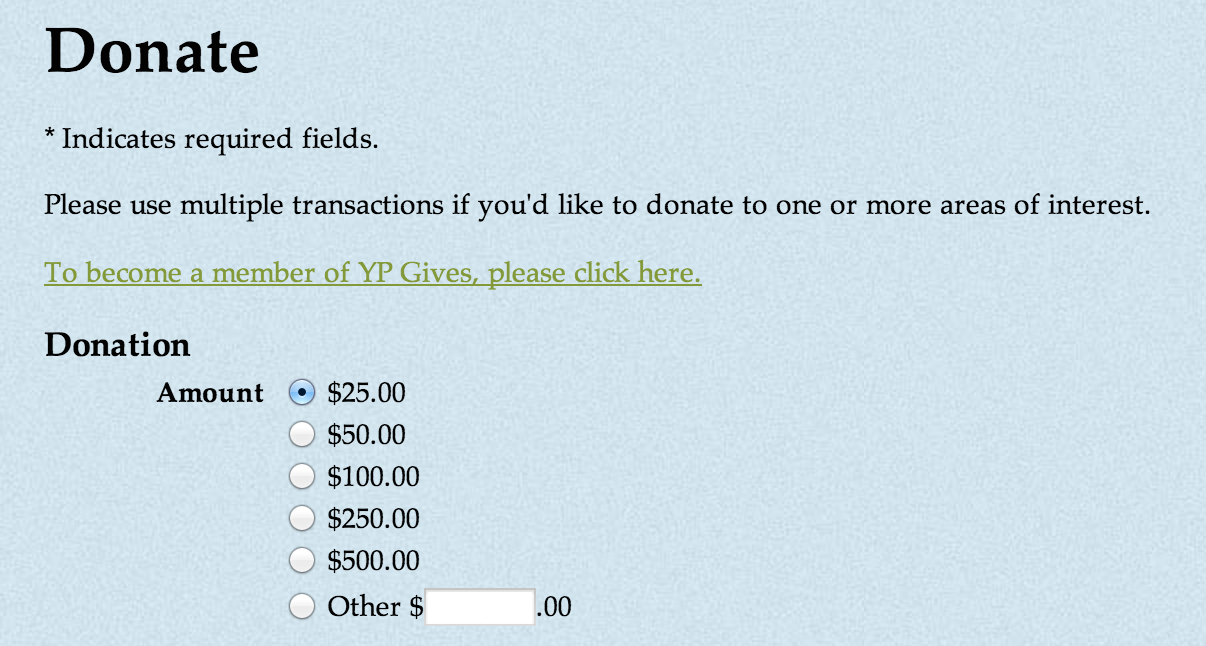 Donate
* Indicates required fields.
Please use multiple transactions if you'd like to donate to one or more areas of interest.
To become a member of YP Gives, please click here.
Donation
Amount $25.00
$50.00
$100.00
$250.00
$500.00
Other $ .00